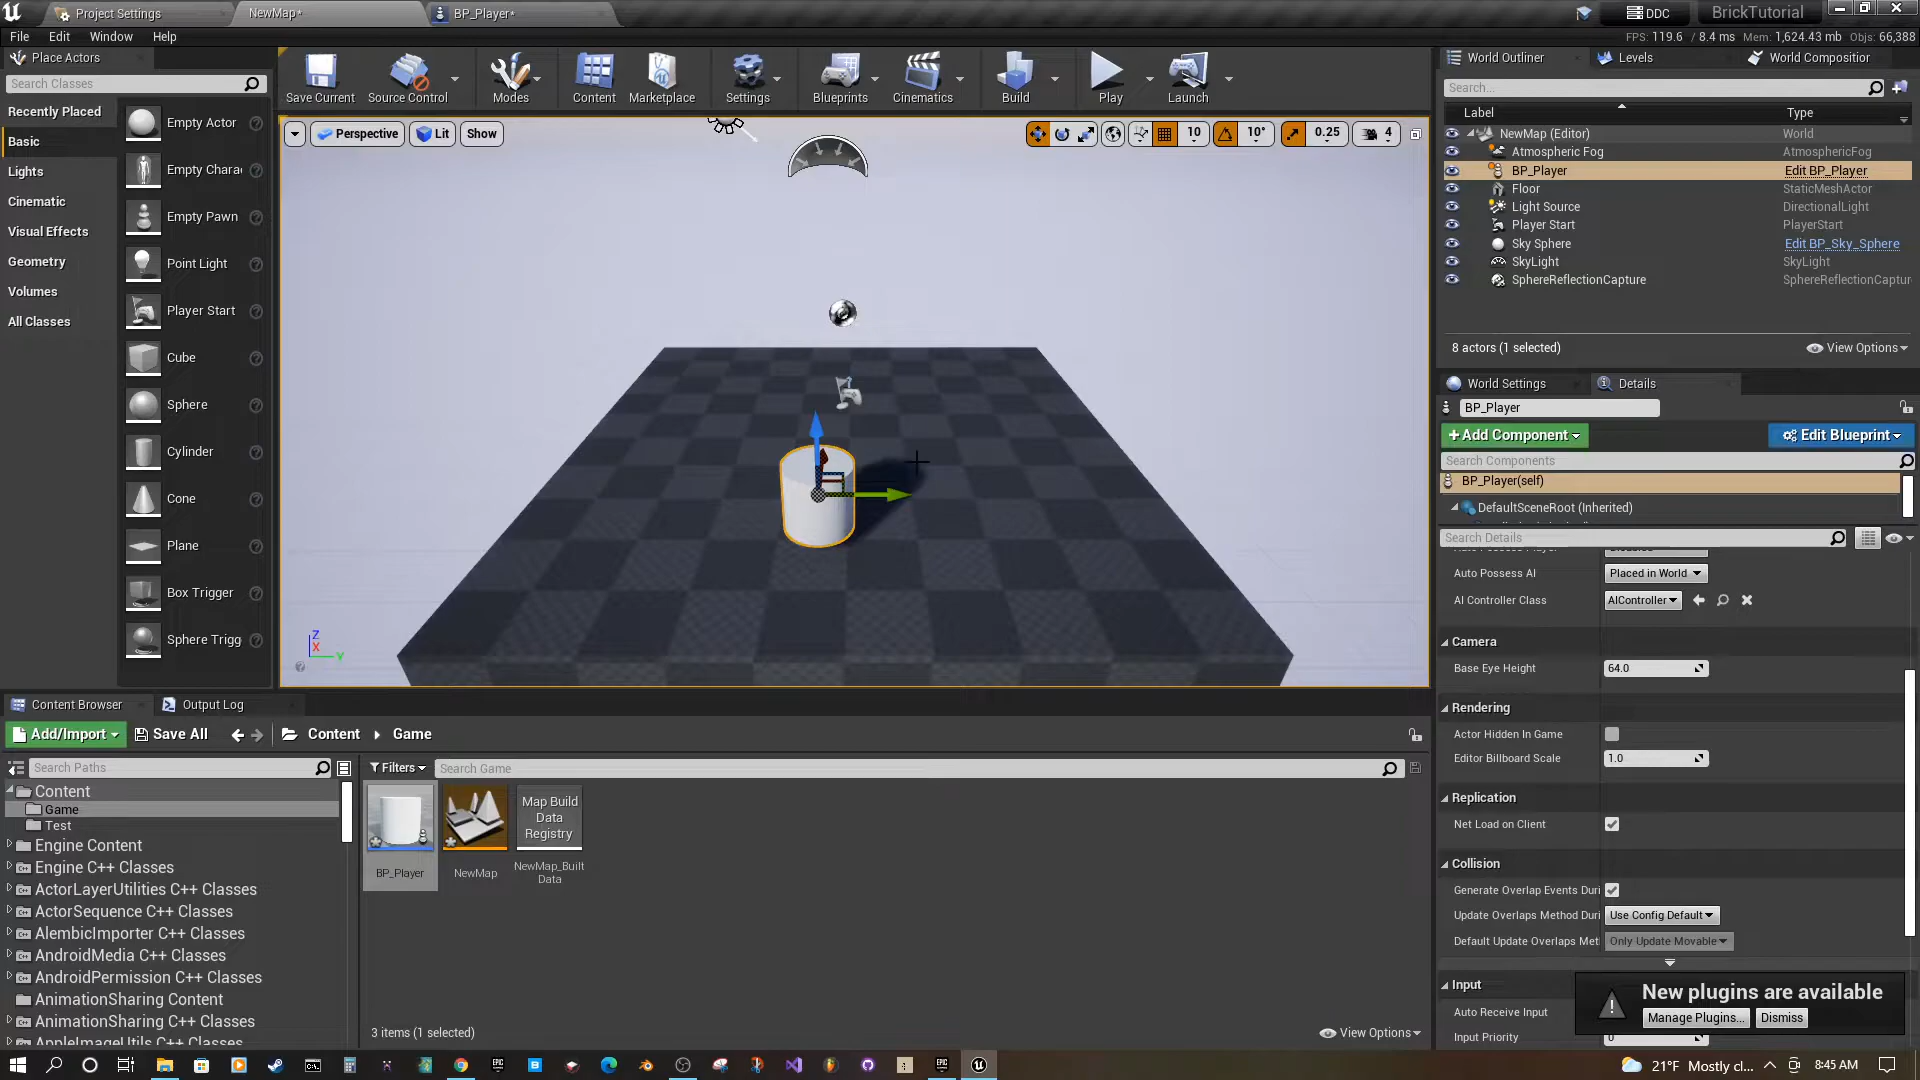 Project Settings
NewMap*
BP_Player*
DDC
BrickTutorial
File Edit Window Help
FPS: 119.6 / 8.4 ms Mem: 1,624.43 mb Objs: 66,388
Place Actors
Search Classes
Recently Placed
Basic
Lights
Cinematic
Visual Effects
Geometry
Volumes
All Classes
Empty Actor
Empty Chara
Empty Pawn
Point Light
Player Start
Cube
Sphere
Cylinder
Cone
Plane
Box Trigger
Sphere Trigg
Save Current
Source Control
Modes
Content
Marketplace
Settings
Blueprints
Cinematics
Build
Play
Launch
Perspective
Lit
Show
10
10°
0.25
4
Z
X
Y
World Outliner
Levels
World Compositior
Search...
Label Type
NewMap (Editor) World
Atmospheric Fog AtmosphericFog
BP_Player Edit BP_Player
Floor StaticMeshActor
Light Source DirectionalLight
Player Start PlayerStart
Sky Sphere Edit BP_Sky_Sphere
SkyLight SkyLight
SphereReflectionCapture SphereReflectionCaptur
8 actors (1 selected)
View Options
World Settings
Details
BP_Player
+Add Component
Edit Blueprint
Search Components
BP_Player(self)
DefaultSceneRoot (Inherited)
Search Details
Auto Possess AI Placed in World
AI Controller Class AIController
Camera
Base Eye Height 64.0
Rendering
Actor Hidden In Game
Editor Billboard Scale 1.0
Replication
Net Load on Client
Collision
Generate Overlap Events Duri
Update Overlaps Method Duri Use Config Default
Default Update Overlaps Met Only Update Movable
Input
Auto Receive Input
Input Priority 0
New plugins are available
Manage Plugins...
Dismiss
Content Browser
Output Log
Add/Import
Save All
Content
Game
Search Paths
Filters
Search Game
Content
Game
Test
Engine Content
Engine C++ Classes
ActorLayerUtilities C++ Classes
ActorSequence C++ Classes
AlembicImporter C++ Classes
AndroidMedia C++ Classes
AndroidPermission C++ Classes
AnimationSharing Content
AnimationSharing C++ Classes
AppleImageUtils C++ Classes
BP_Player
NewMap
Map Build
Data
Registry
NewMap_Built
Data
3 items (1 selected)
View Options
21°F Mostly cl...
8:45 AM